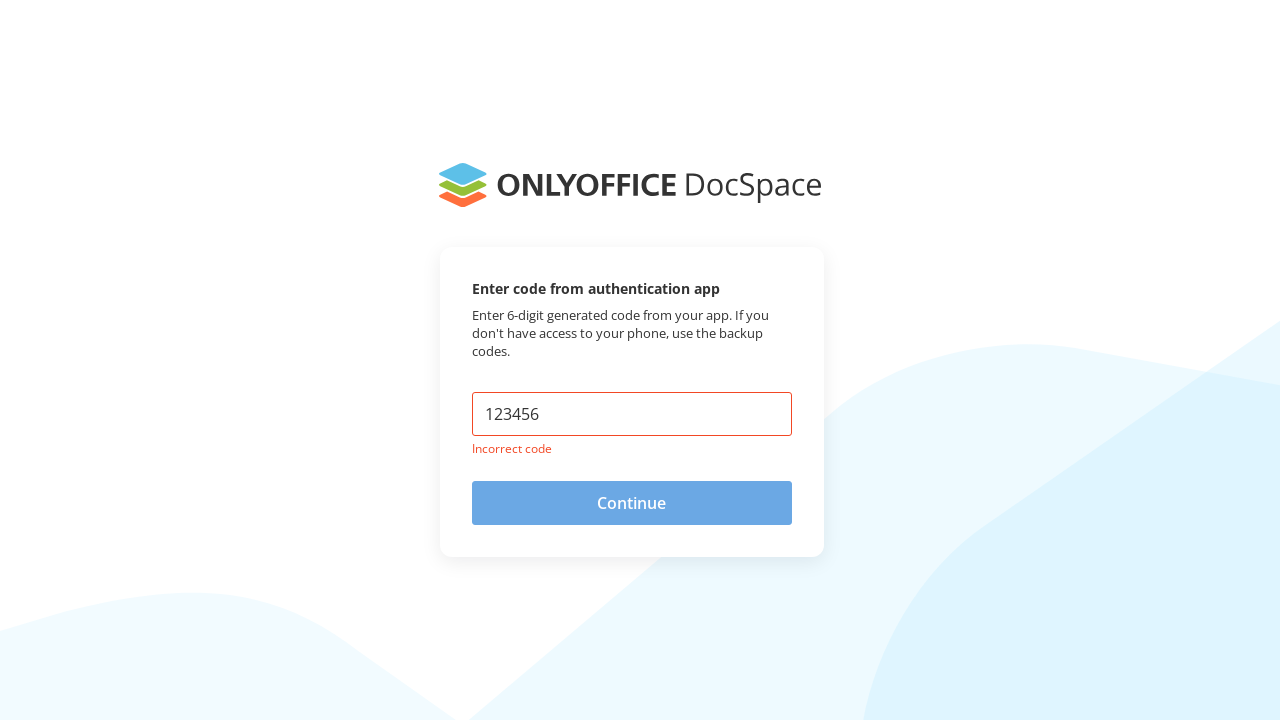 ONLYOFFICE DocSpace
Enter code from authentication app
Enter 6-digit generated code from your app. If you
don't have access to your phone, use the backup
codes.
123456
Incorrect code
Continue